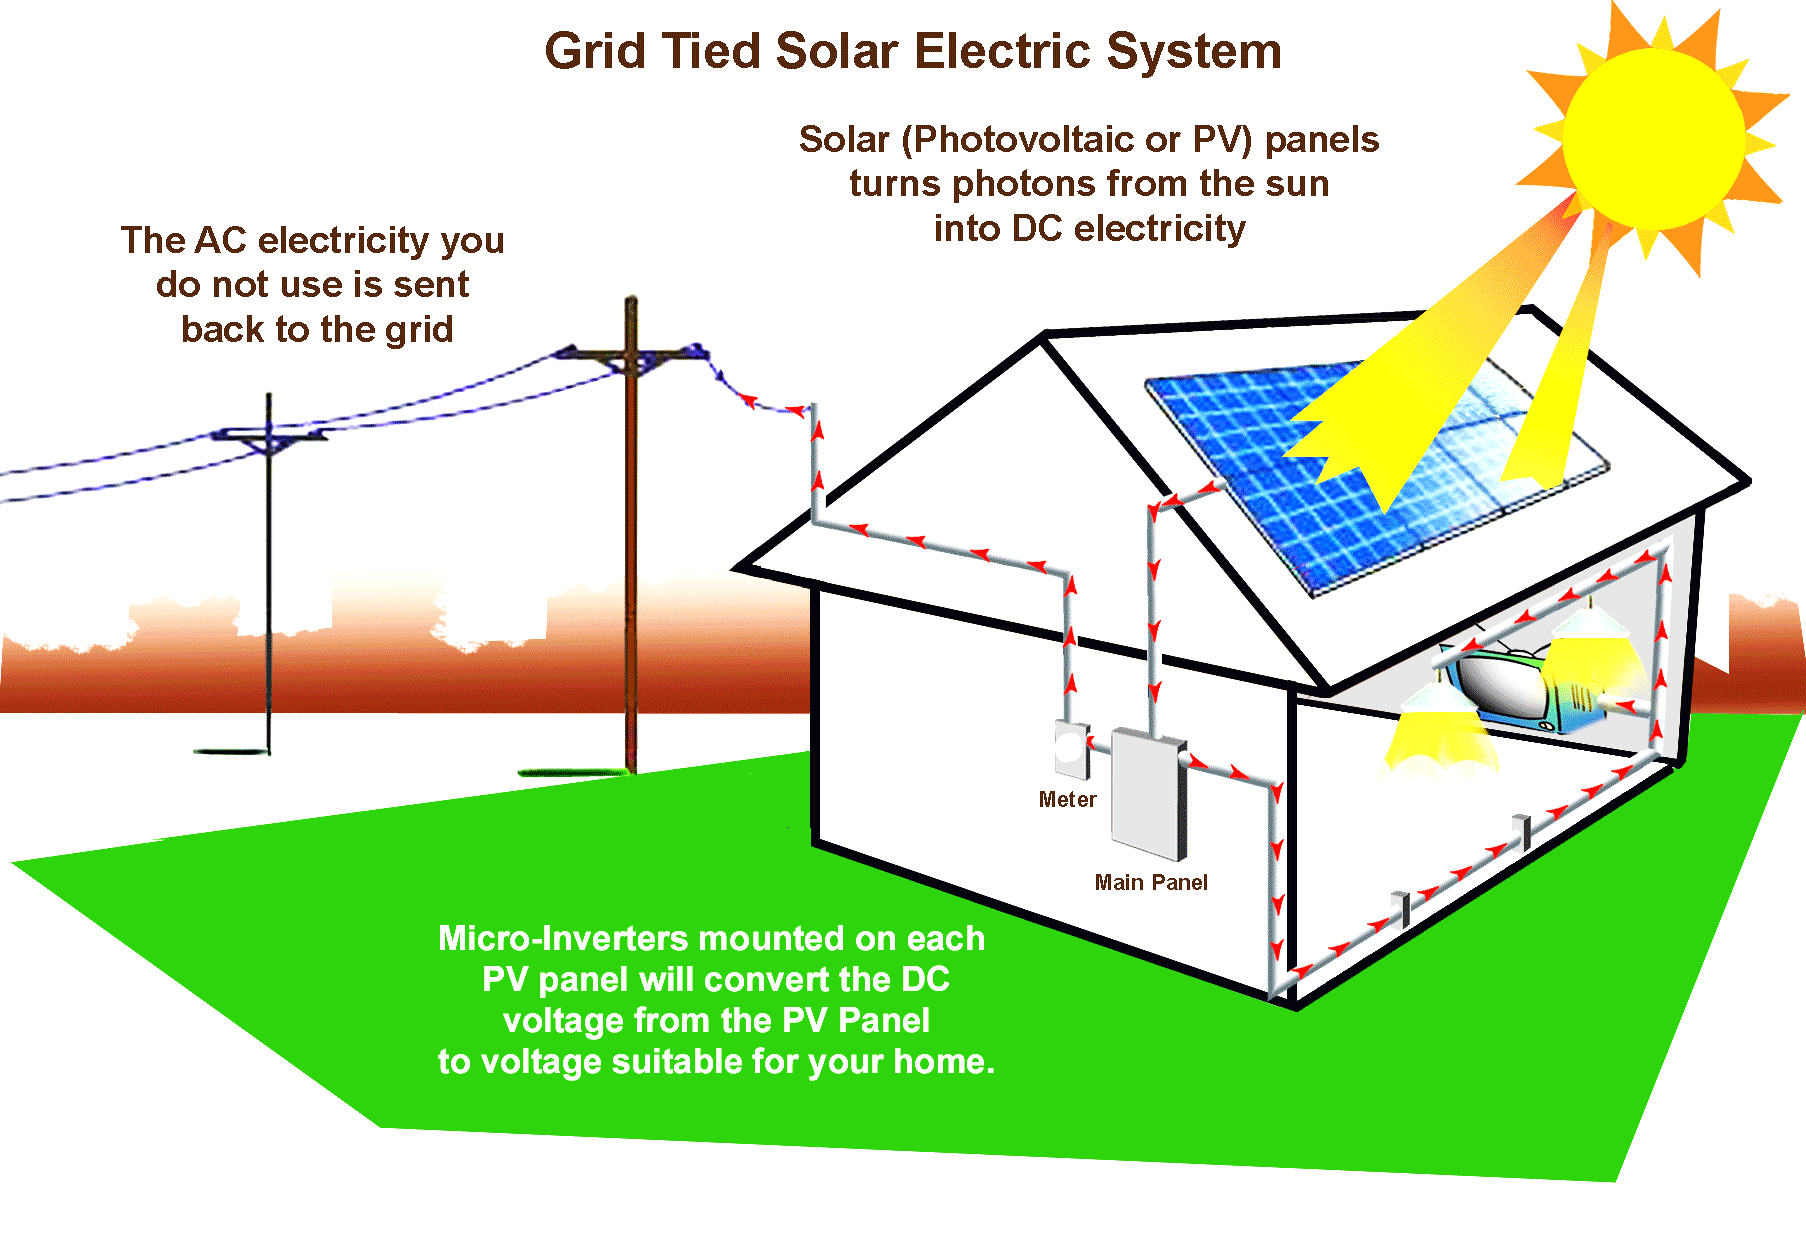 Grid Tied Solar Electric System
Solar (Photovoltaic or PV) panels
turns photons from the sun
into DC electricity
The AC electricity you
do not use is sent
back to the grid
Meter
Main Panel
Micro-Inverters mounted on each
PV panel will convert the DC
voltage from the PV Panel
to voltage suitable for your home.